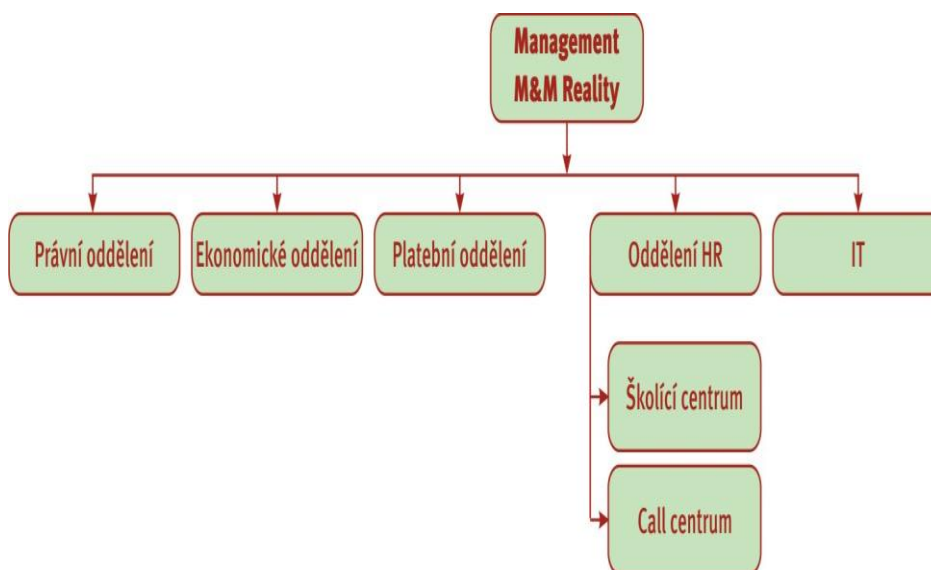 Management
M&M Reality
Právní oddělení
Ekonomické oddělení
Platební oddělení
Oddělení HR
IT
Školící centrum
Call centrum